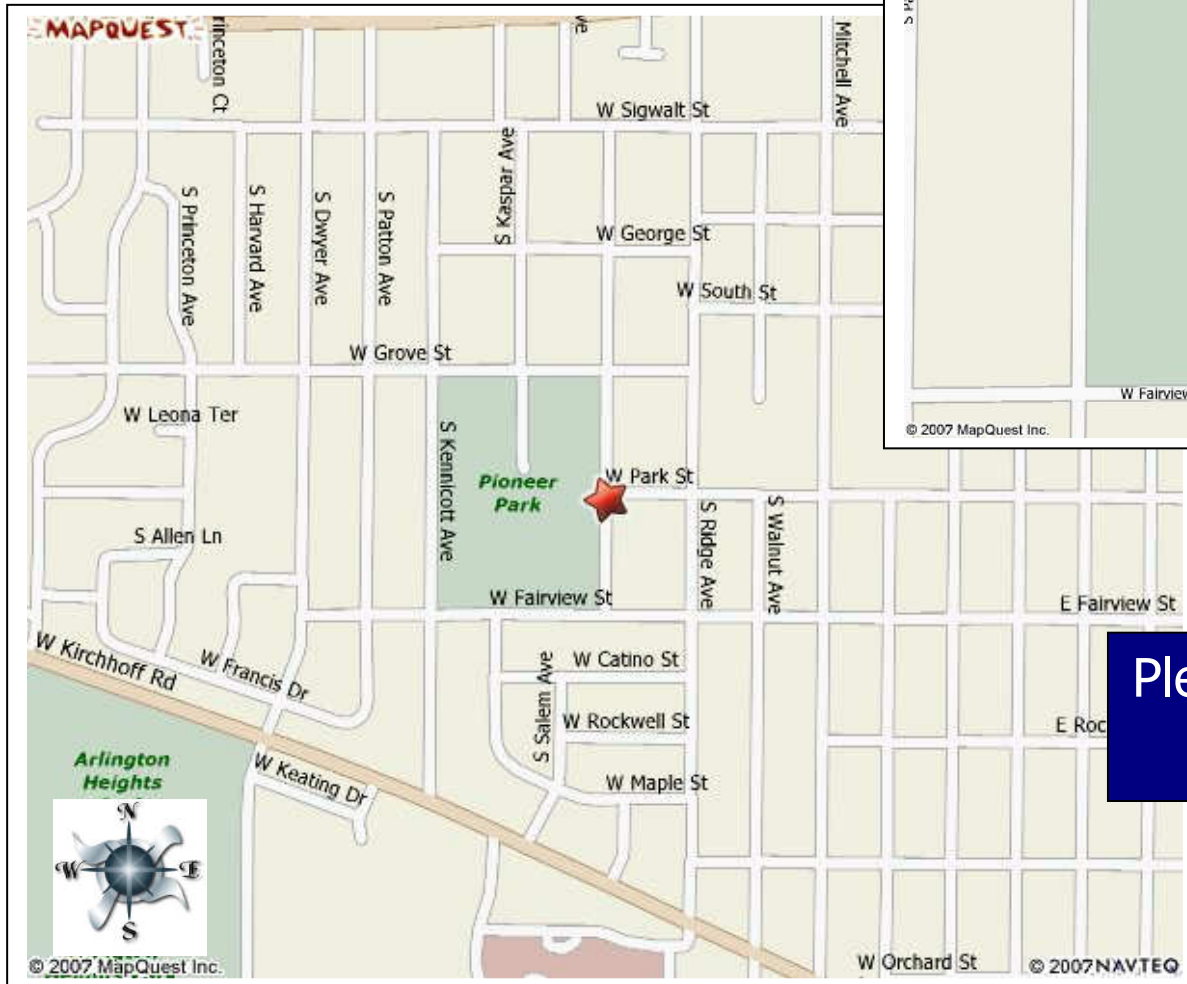 MAPQUEST
rinceton Ct
ve
Mitchell Ave
W Sigwalt St
S Kaspar Ave
S Princeton Ave
S Harvard Ave
S Dwyer Ave
S Patton Ave
W George St
W South St
W Grove St
W Leona Ter
S Kennicott Ave
Pioneer
Park
W Park St
S Ridge Ave
S Walnut Ave
S Allen Ln
W Fairview St
E Fairview St
W Kirchhoff Rd
W Francis Dr
W Catino St
S Salem Ave
W Rockwell St
E Roc
W Keating Dr
W Maple St
Arlington
Heights
N
W
E
S
W Orchard St
© 2007 MapQuest Inc.
© 2007 NAVTEQ
W Fairview
© 2007 MapQuest Inc.
Ple